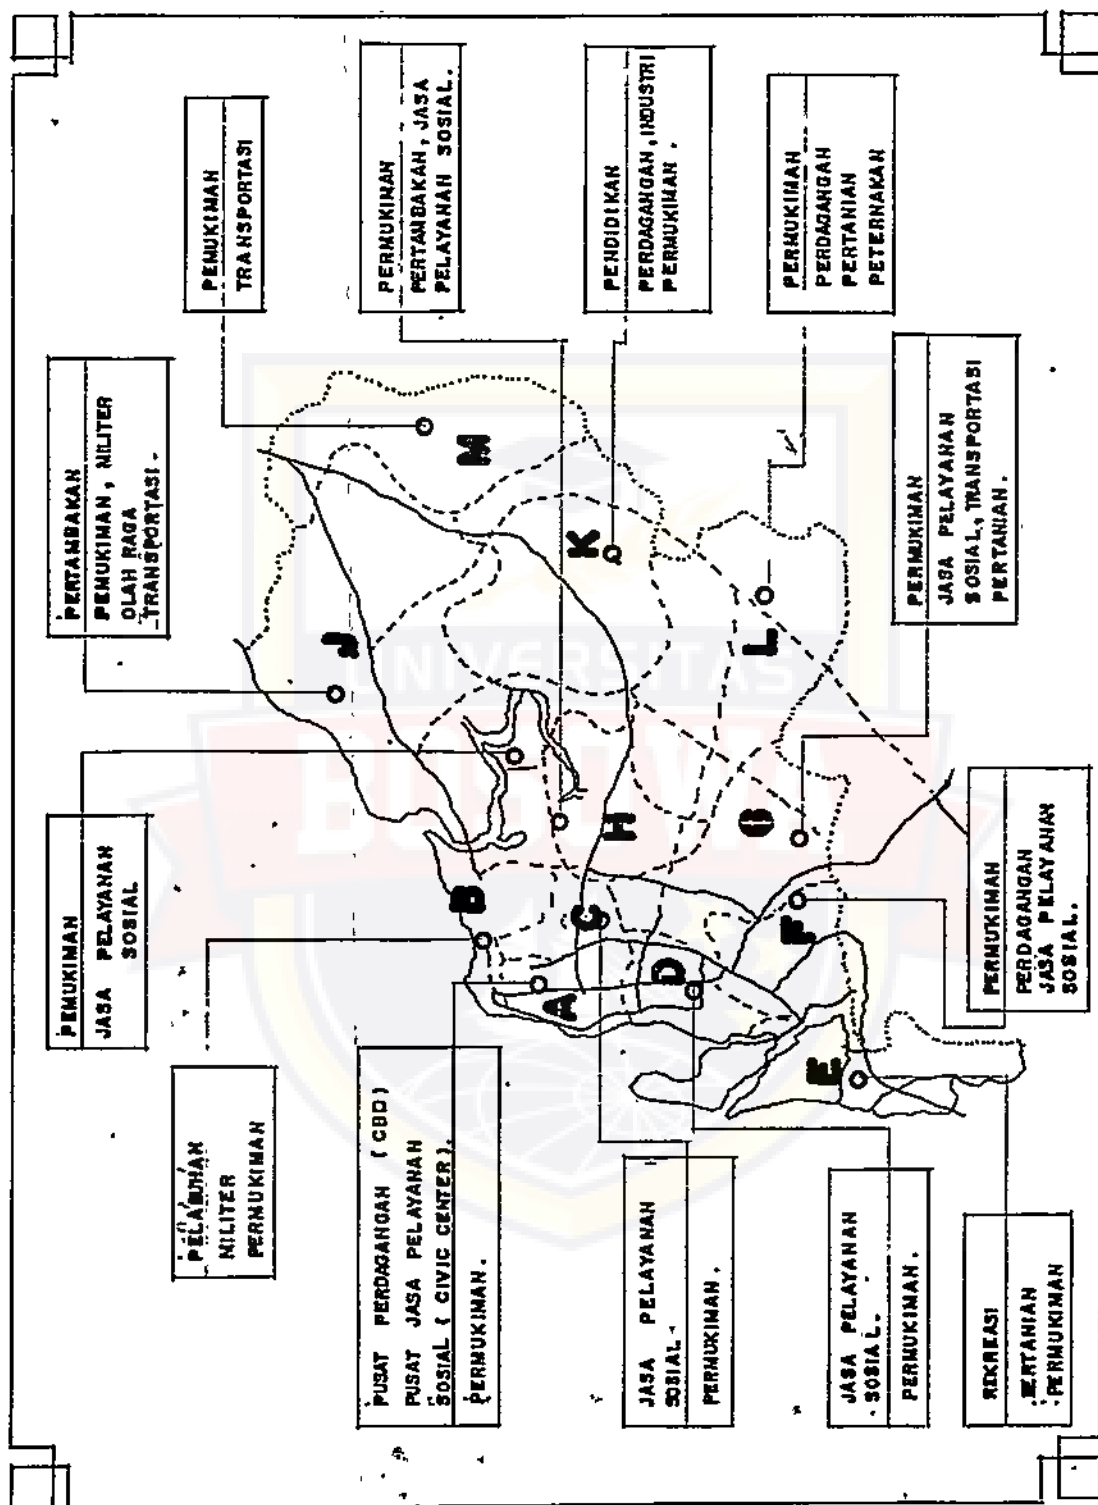 PEMUKIMAN
JASA PELAYANAN
SOSIAL
PERTAMBAKAN
PEMUKIMAN, MILITER
OLAH RAGA
TRANSPORTASI.
PELABUHAN
MILITER
PERMUKIMAN
PEMUKIMAN
TRANSPORTASI
PUSAT PERDAGANGAN (CBD)
PUSAT JASA PELAYANAN
SOSIAL (CIVIC CENTER).
PERMUKIMAN.
PERMUKIMAN
PERTAMBAKAN, JASA
PELAYANAN SOSIAL.
J
B
M
A
C
H
K
D
G
L
F
E
UNIVERSITAS
BOSOWA
JASA PELAYANAN
SOSIAL.
PERMUKIMAN.
PENDIDIKAN
PERDAGANGAN, INDUSTRI
PERMUKIMAN.
PERMUKIMAN
PERDAGANGAN
PERTANIAN
PETERNAKAN
JASA PELAYANAN
SOSIAL.
PERMUKIMAN.
PERMUKIMAN
JASA PELAYANAN
SOSIAL, TRANSPORTASI
PERTANIAN.
REKREASI
PERTANIAN
PERMUKIMAN
PERMUKIMAN
PERDAGANGAN
JASA PELAYANAN
SOSIAL.